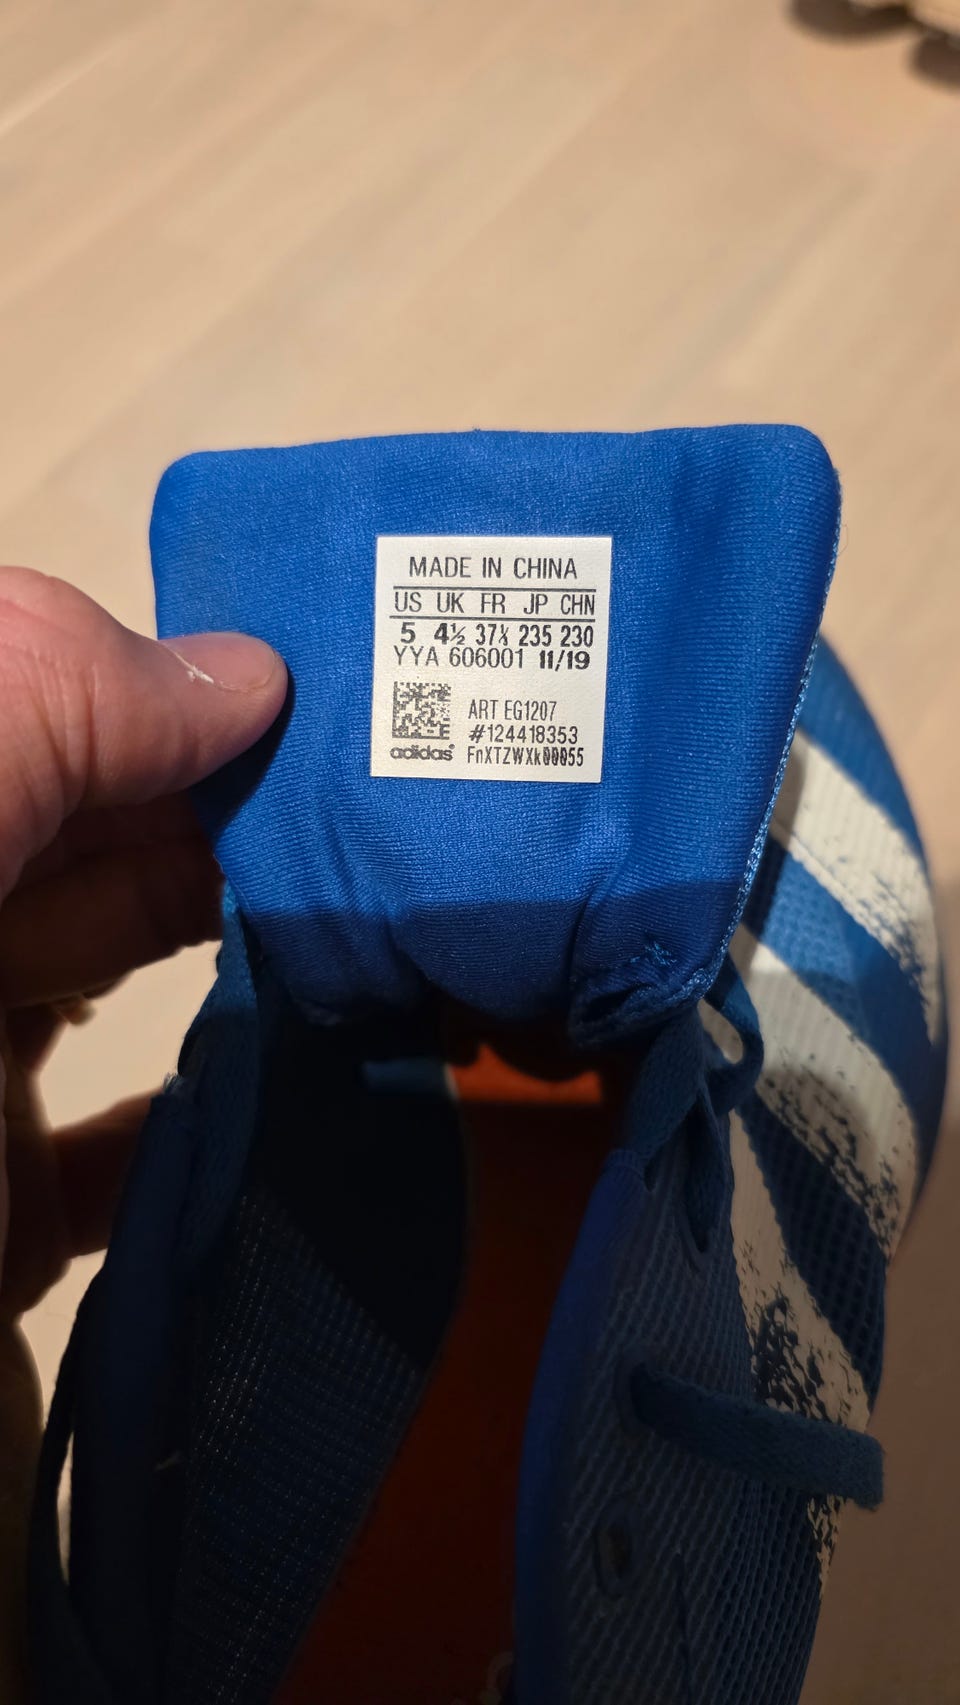 MADE IN CHINA
US UK FR JP CHN
5 4½ 37⅓ 235 230
YYA 606001 11/19
ART EG1207
#124418353
adidas FnXTZWXk00055